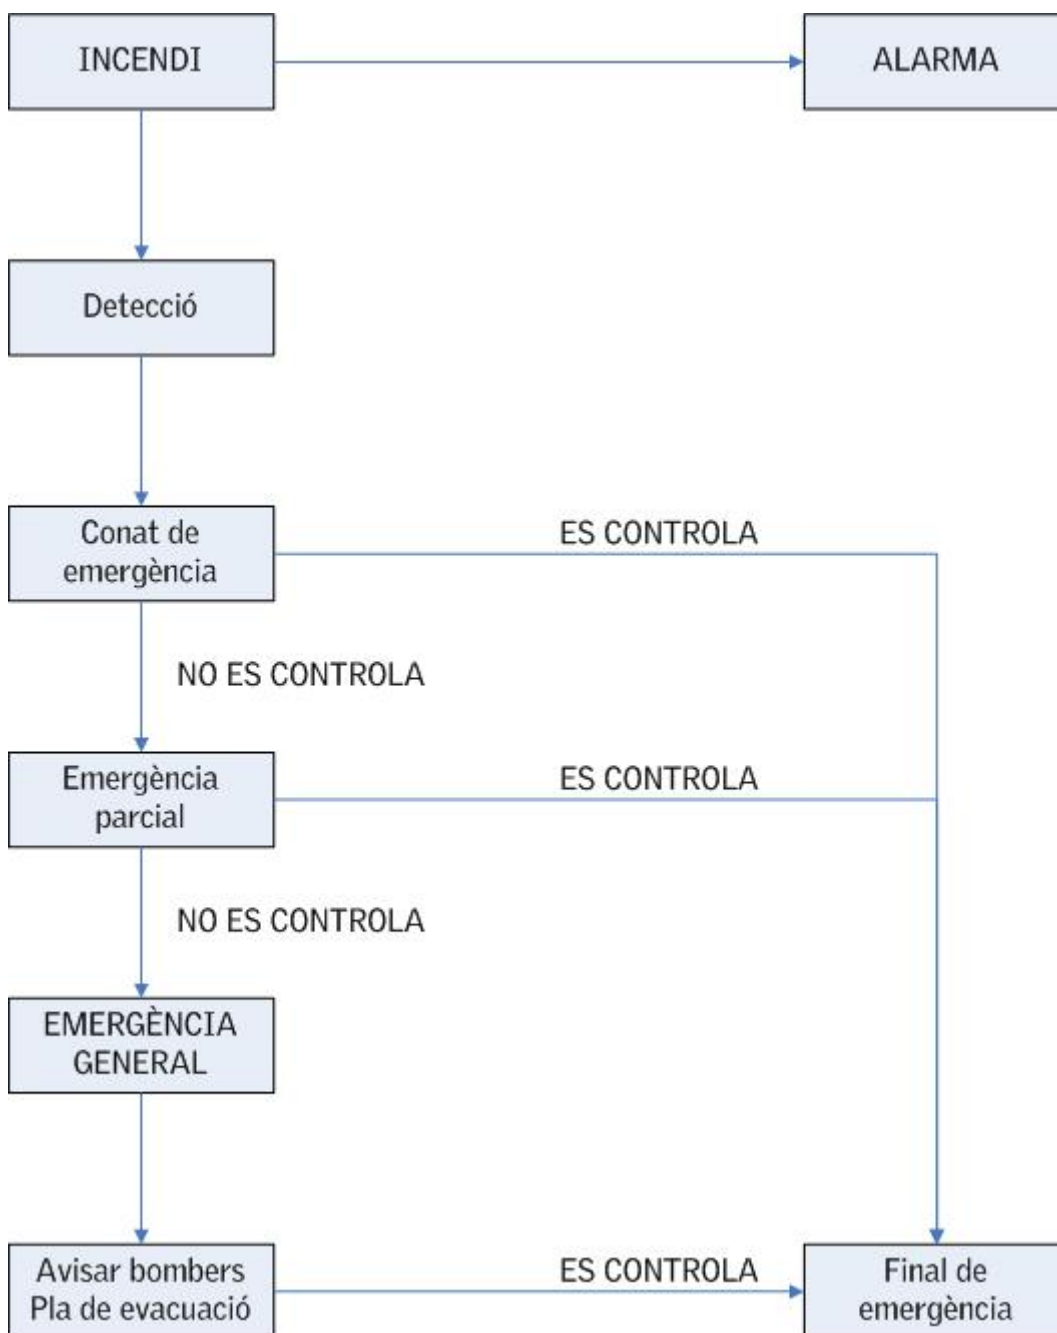 INCENDI
ALARMA
Detecció
Conat de
emergència
ES CONTROLA
NO ES CONTROLA
Emergència
parcial
ES CONTROLA
NO ES CONTROLA
EMERGÈNCIA
GENERAL
Avisar bombers
Pla de evacuació
ES CONTROLA
Final de
emergència